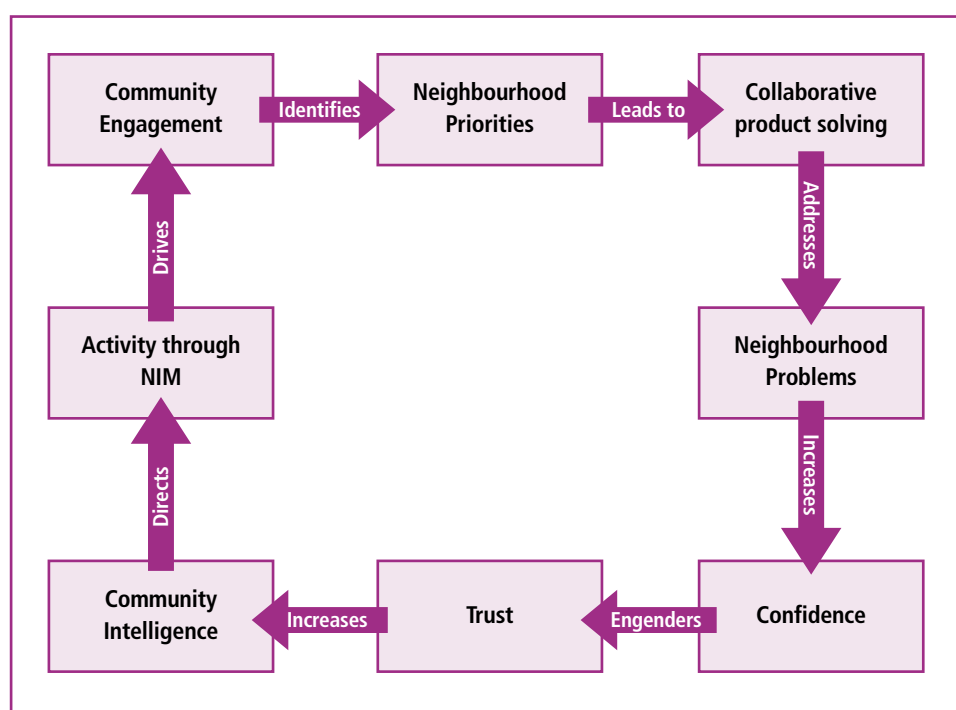 Community
Engagement
Identifies
Neighbourhood
Priorities
Leads to
Collaborative
product solving
Addresses
Neighbourhood
Problems
Increases
Confidence
Engenders
Trust
Increases
Community
Intelligence
Directs
Activity through
NIM
Drives